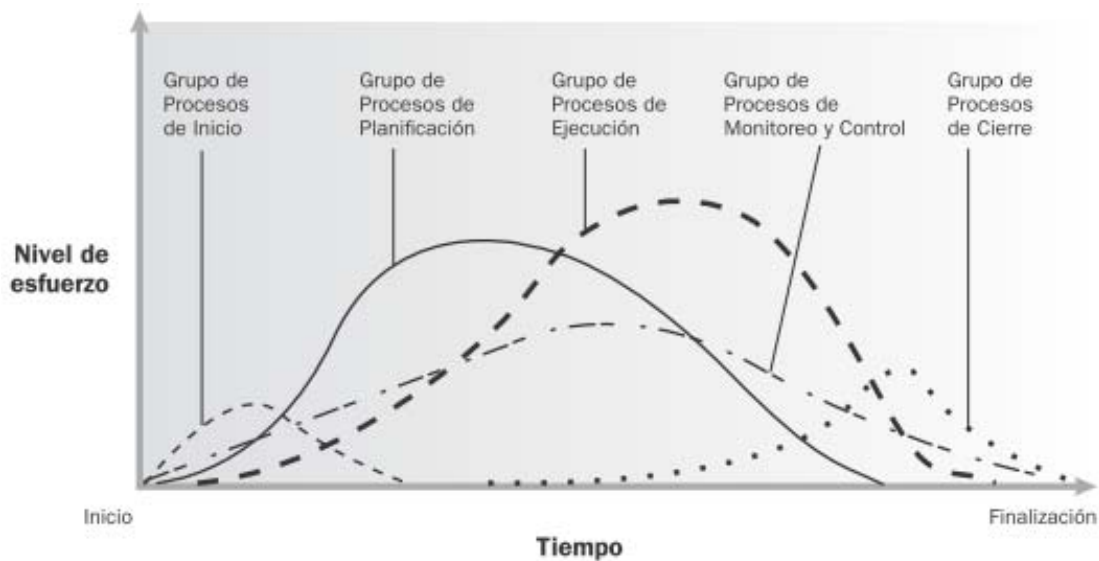 Grupo de
Procesos
de Inicio
Grupo de
Procesos de
Planificación
Grupo de
Procesos de
Ejecución
Grupo de
Procesos de
Monitoreo y Control
Grupo de
Procesos
de Cierre
Nivel de
esfuerzo
Inicio
Finalización
Tiempo